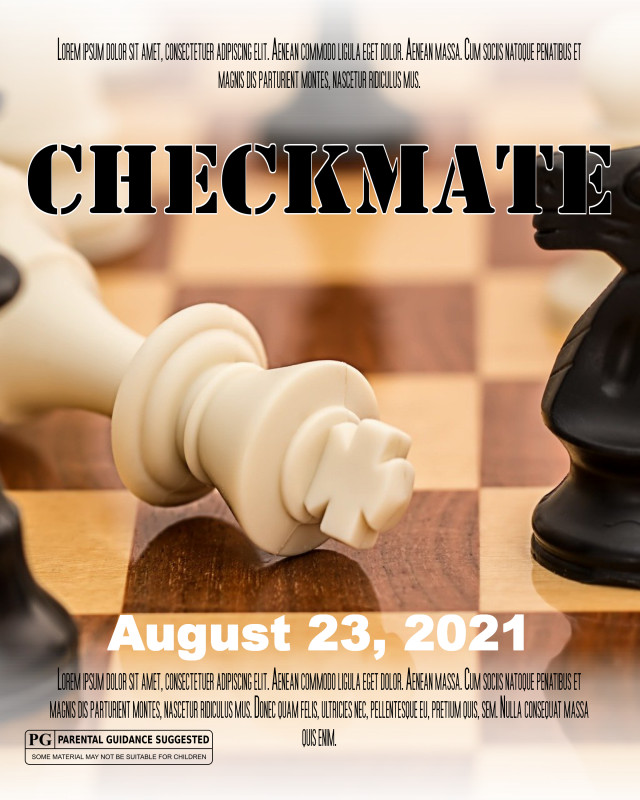 Lorem ipsum dolor sit amet, consectetuer adipiscing elit. Aenean commodo ligula eget dolor. Aenean massa. Cum sociis natoque penatibus et
magnis dis parturient montes, nascetur ridiculus mus.
CHECKMATE
August 23, 2021
Lorem ipsum dolor sit amet, consectetuer adipiscing elit. Aenean commodo ligula eget dolor. Aenean massa. Cum sociis natoque penatibus et
magnis dis parturient montes, nascetur ridiculus mus. Donec quam felis, ultricies nec, pellentesque eu, pretium quis, sem. Nulla consequat massa
quis enim.
PG PARENTAL GUIDANCE SUGGESTED
SOME MATERIAL MAY NOT BE SUITABLE FOR CHILDREN